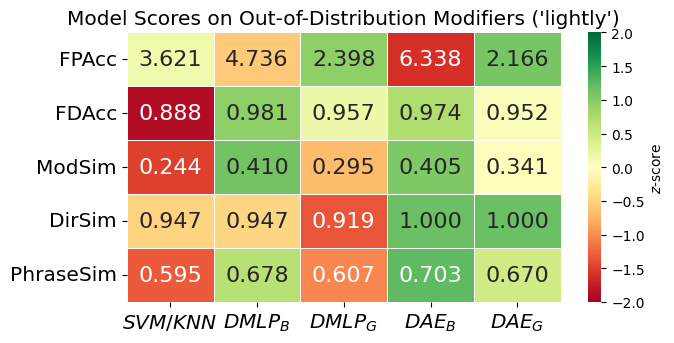 Model Scores on Out-of-Distribution Modifiers ('lightly')
FPAcc 3.621 4.736 2.398 6.338 2.166
FDAcc 0.888 0.981 0.957 0.974 0.952
ModSim 0.244 0.410 0.295 0.405 0.341
DirSim 0.947 0.947 0.919 1.000 1.000
PhraseSim 0.595 0.678 0.607 0.703 0.670
SVM/KNN DMLP_B DMLP_G DAE_B DAE_G
2.0
1.5
1.0
0.5
0.0
−0.5
−1.0
−1.5
−2.0
z-score